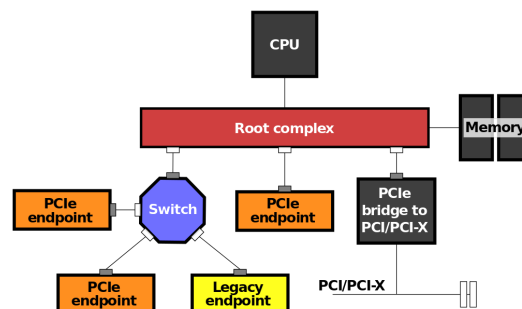 CPU
Root complex
Memory
PCIe
endpoint
Switch
PCIe
endpoint
PCIe
bridge to
PCI/PCI-X
PCIe
endpoint
Legacy
endpoint
PCI/PCI-X